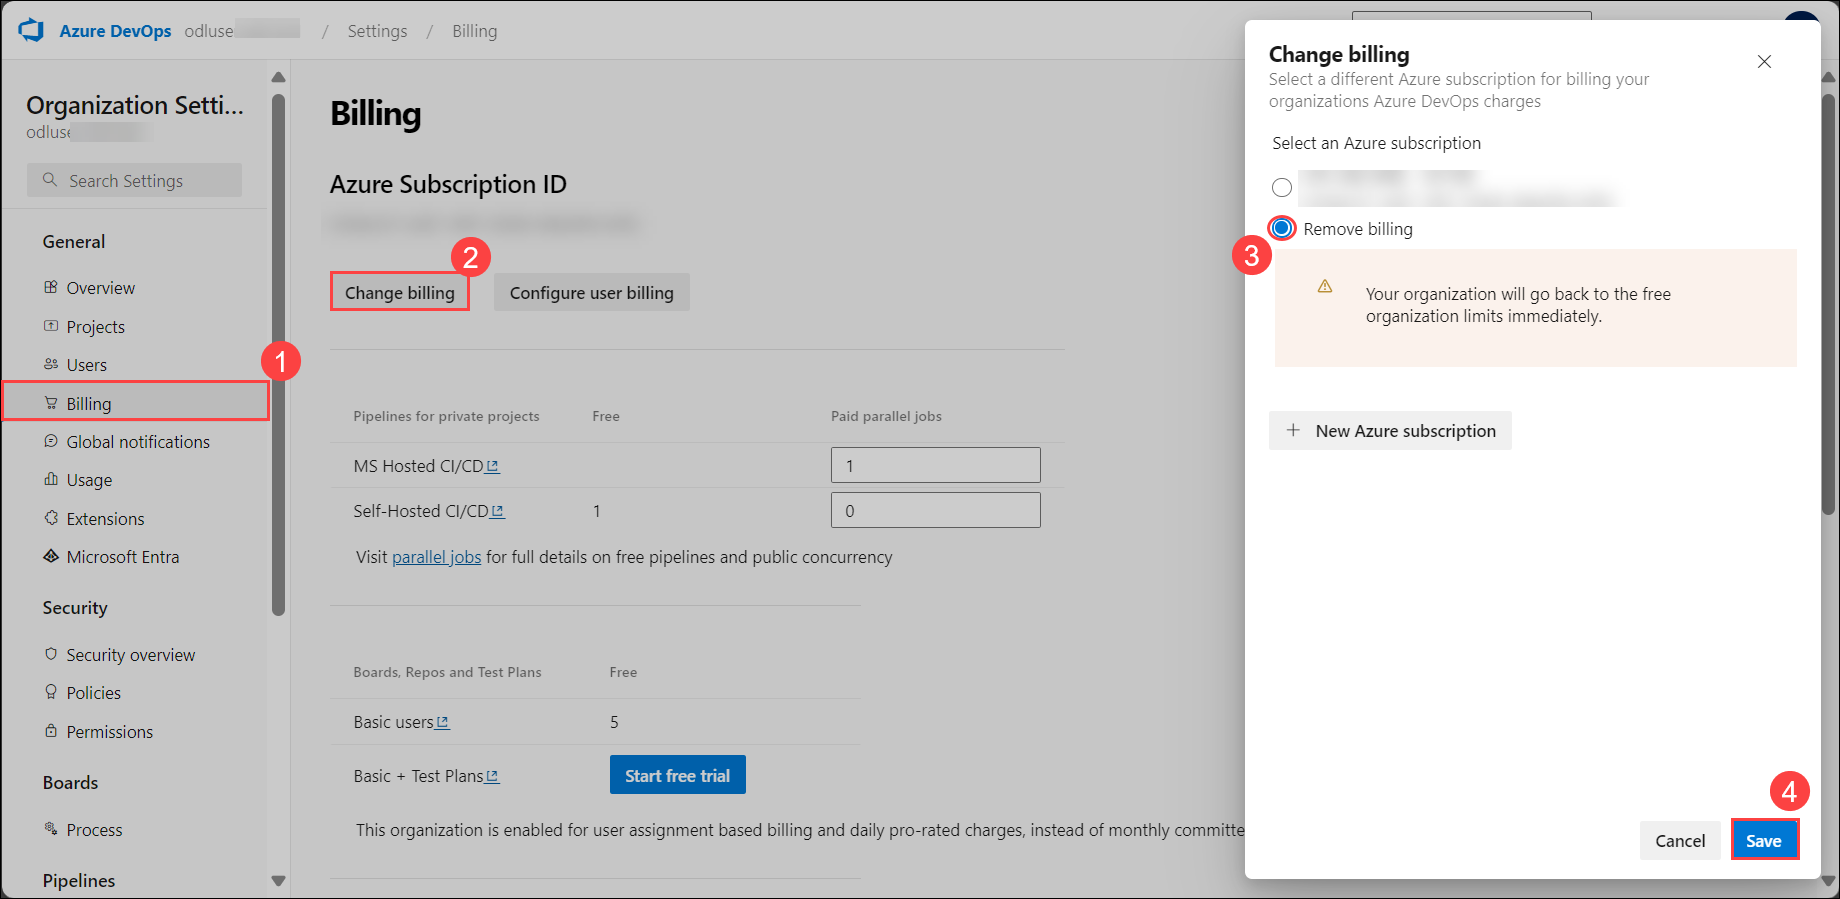 Azure DevOps odluse / Settings / Billing
Organization Setti...
odluse
Search Settings
General
Overview
Projects
Users
1
Billing
Global notifications
Usage
Extensions
Microsoft Entra
Security
Security overview
Policies
Permissions
Boards
Process
Pipelines
Billing
Azure Subscription ID
2
Change billing
Configure user billing
Pipelines for private projects Free Paid parallel jobs
MS Hosted CI/CD 1
Self-Hosted CI/CD 1 0
Visit parallel jobs for full details on free pipelines and public concurrency
Boards, Repos and Test Plans Free
Basic users 5
Basic + Test Plans Start free trial
This organization is enabled for user assignment based billing and daily pro-rated charges, instead of monthly committe
Change billing
Select a different Azure subscription for billing your
organizations Azure DevOps charges
Select an Azure subscription
Remove billing
3
Your organization will go back to the free
organization limits immediately.
New Azure subscription
4
Cancel
Save